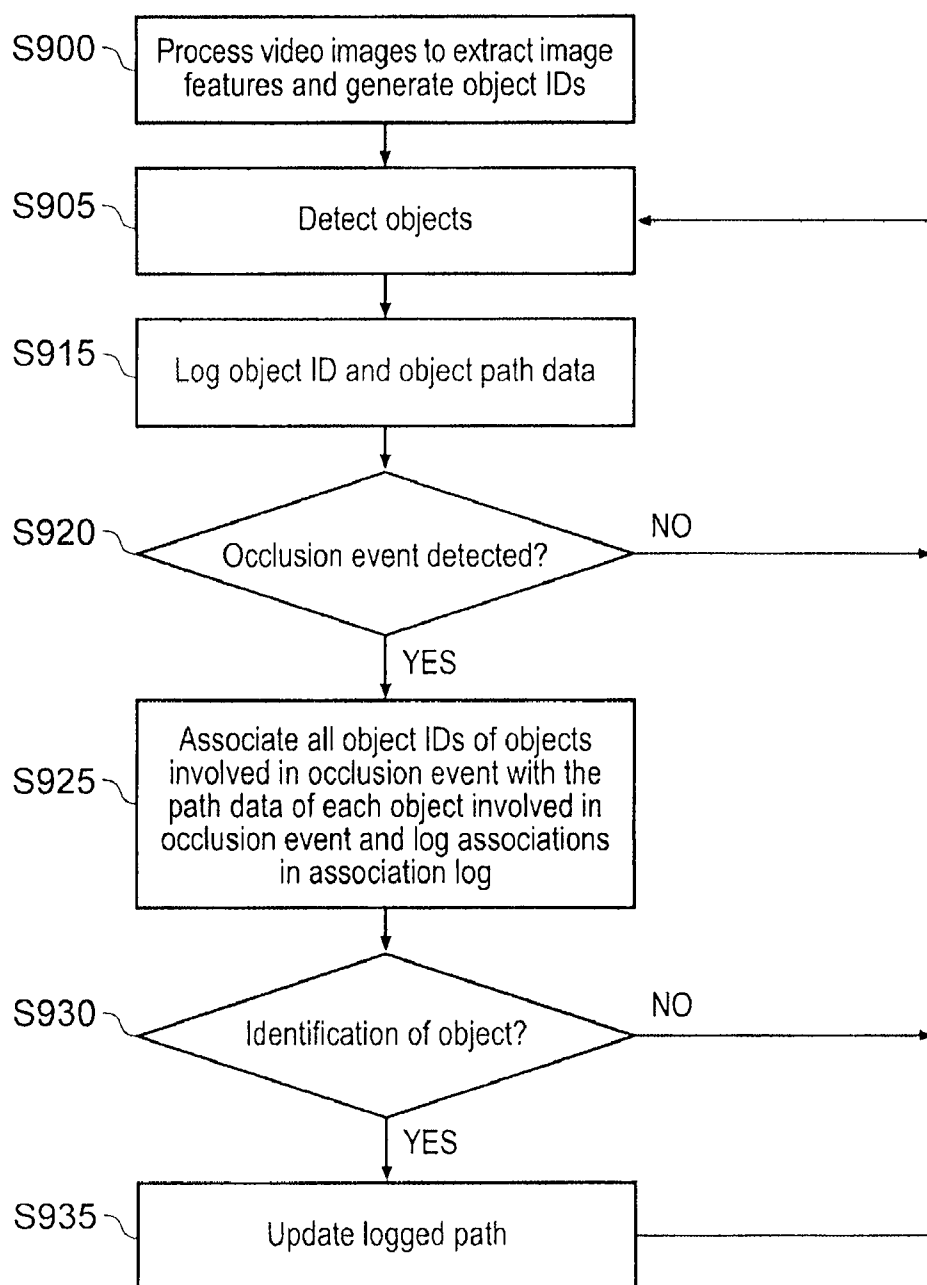 S900
Process video images to extract image
features and generate object IDs
S905
Detect objects
S915
Log object ID and object path data
S920
Occlusion event detected?
NO
YES
S925
Associate all object IDs of objects
involved in occlusion event with the
path data of each object involved in
occlusion event and log associations
in association log
S930
Identification of object?
NO
YES
S935
Update logged path